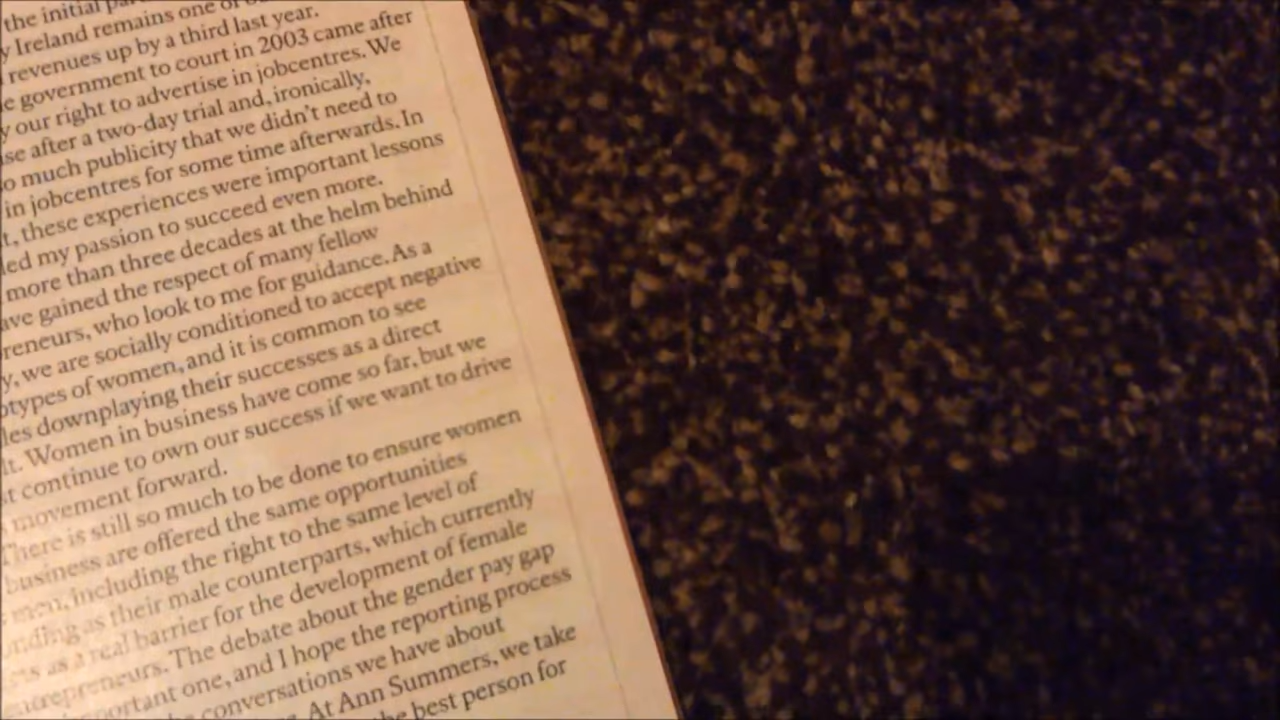 the initial
Ireland remains one of
revenues up by a third last year.
government to court in 2003 came after
our right to advertise in jobcentres. We
after a two-day trial and, ironically,
much publicity that we didn't need to
in jobcentres for some time afterwards. In
these experiences were important lessons
my passion to succeed even more.
more than three decades at the helm behind
gained the respect of many fellow
who look to me for guidance. As a
we are socially conditioned to accept negative
of women, and it is common to see
downplaying their successes as a direct
Women in business have come so far, but we
continue to own our success if we want to drive
movement forward.
There is still so much to be done to ensure women
business are offered the same opportunities
men, including the right to the same level of
as their male counterparts, which currently
as a real barrier for the development of female
entrepreneurs. The debate about the gender pay gap
one, and I hope the reporting process
conversations we have about
At Ann Summers, we take
the best person for